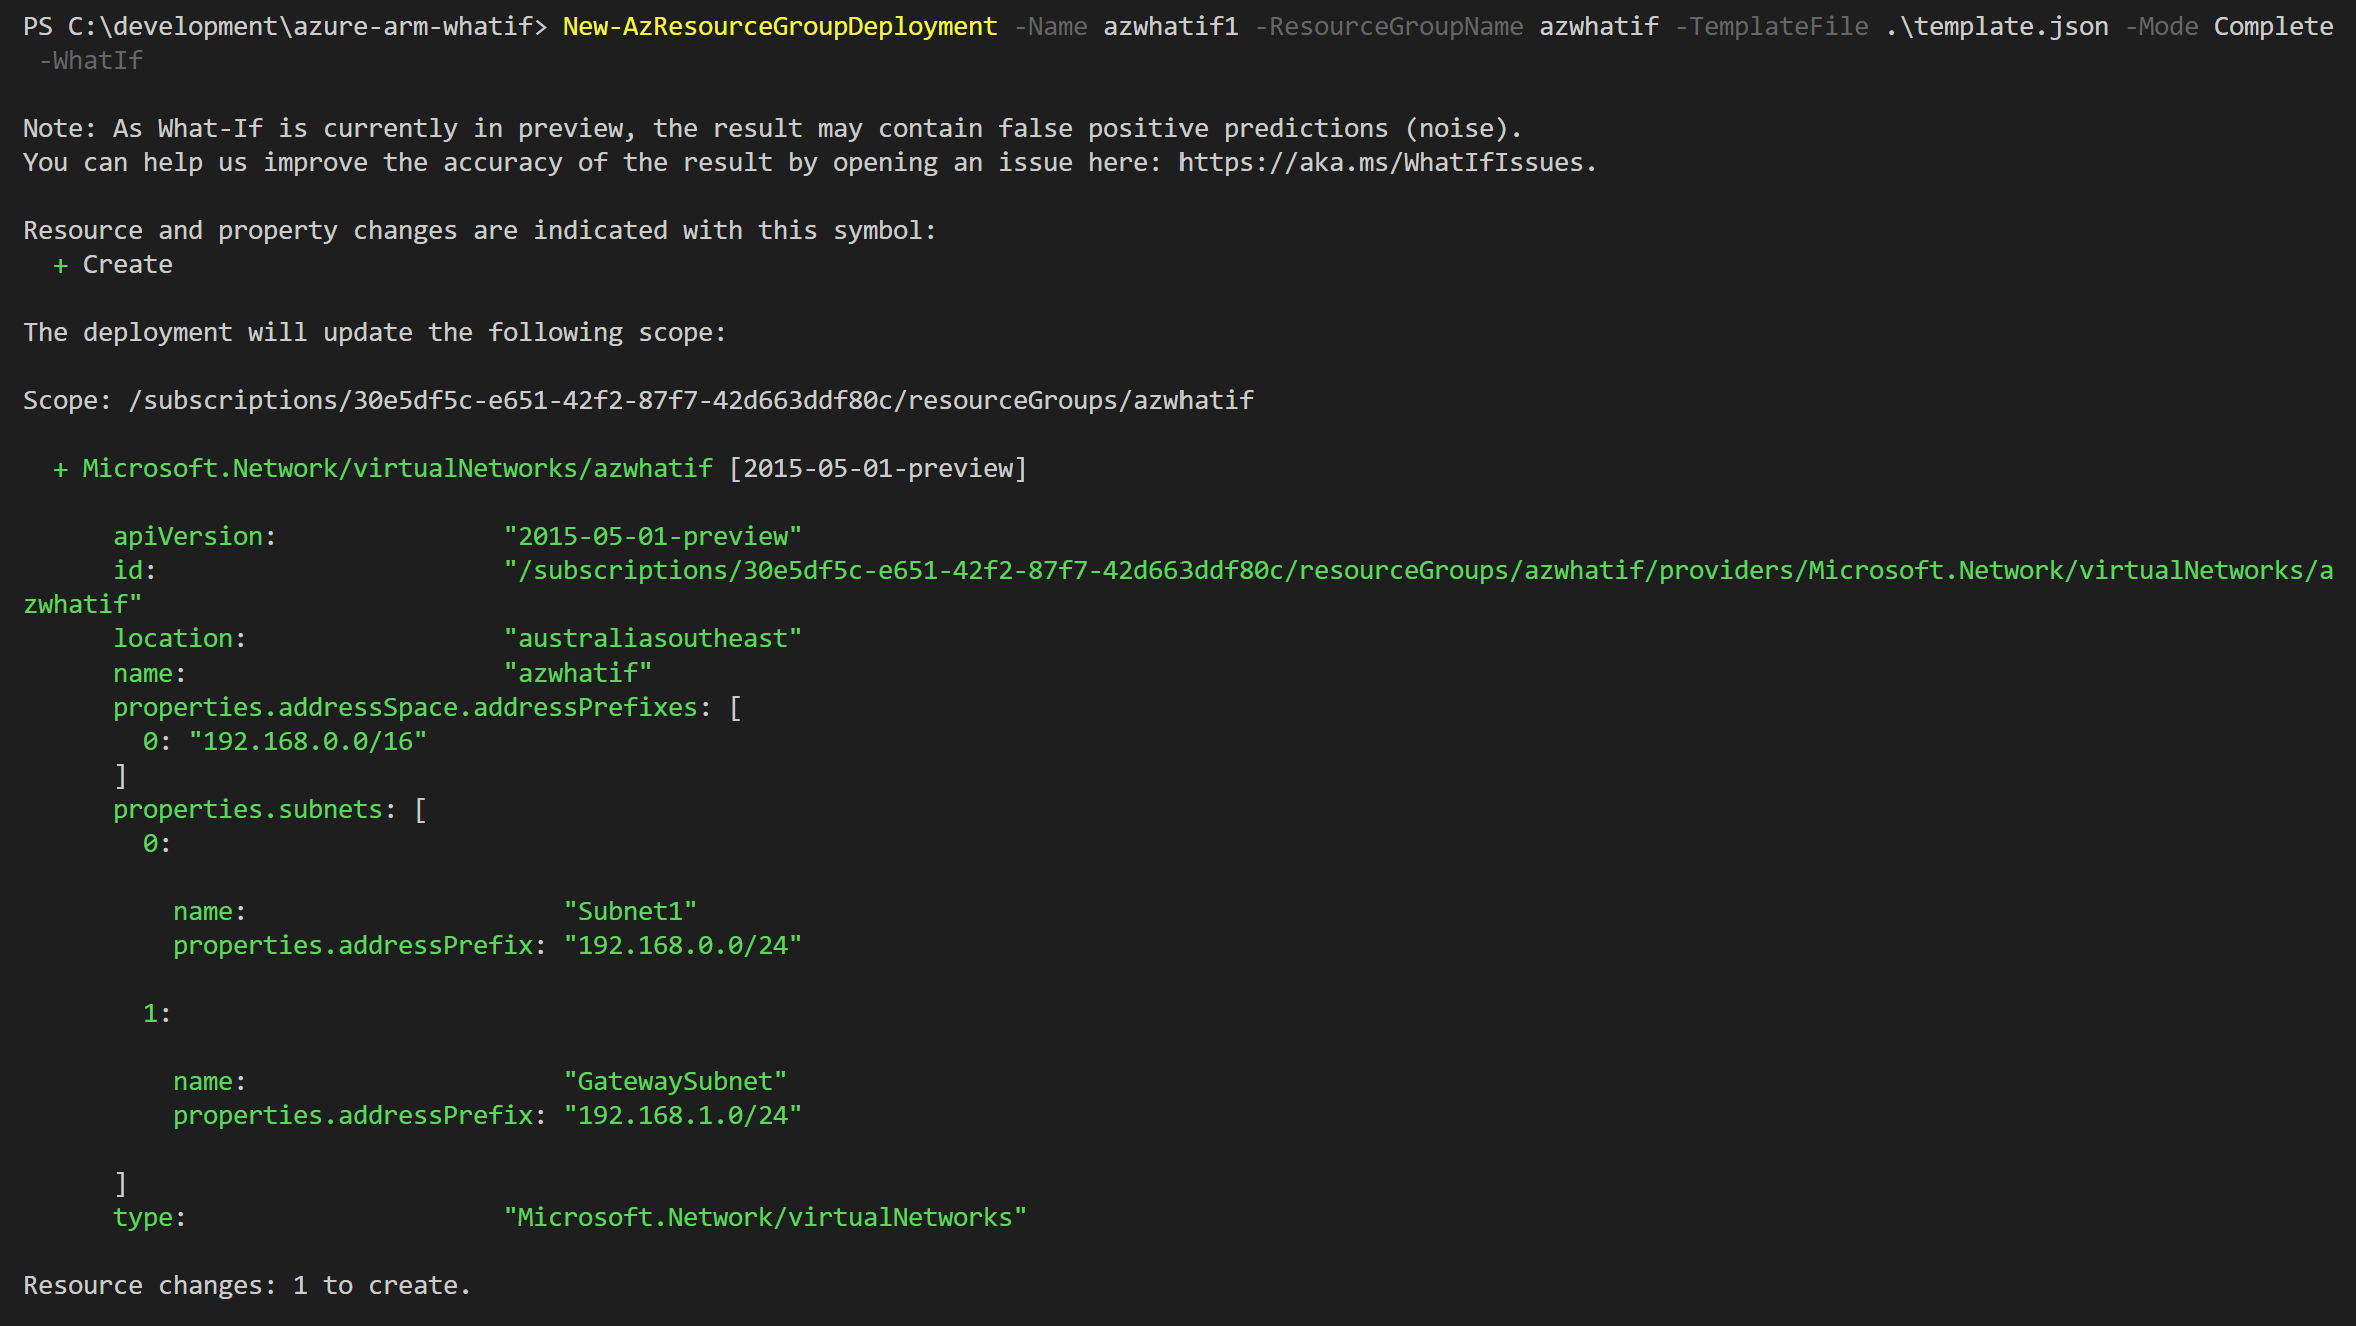 PS C:\development\azure-arm-whatif> New-AzResourceGroupDeployment -Name azwhatif1 -ResourceGroupName azwhatif -TemplateFile .\template.json -Mode Complete
-WhatIf
Note: As What-If is currently in preview, the result may contain false positive predictions (noise).
You can help us improve the accuracy of the result by opening an issue here: https://aka.ms/WhatIfIssues.
Resource and property changes are indicated with this symbol:
+ Create
The deployment will update the following scope:
Scope: /subscriptions/30e5df5c-e651-42f2-87f7-42d663ddf80c/resourceGroups/azwhatif
+ Microsoft.Network/virtualNetworks/azwhatif [2015-05-01-preview]
apiVersion: "2015-05-01-preview"
id: "/subscriptions/30e5df5c-e651-42f2-87f7-42d663ddf80c/resourceGroups/azwhatif/providers/Microsoft.Network/virtualNetworks/a
zwhatif"
location: "australiasoutheast"
name: "azwhatif"
properties.addressSpace.addressPrefixes: [
0: "192.168.0.0/16"
]
properties.subnets: [
0:
name: "Subnet1"
properties.addressPrefix: "192.168.0.0/24"
1:
name: "GatewaySubnet"
properties.addressPrefix: "192.168.1.0/24"
]
type: "Microsoft.Network/virtualNetworks"
Resource changes: 1 to create.